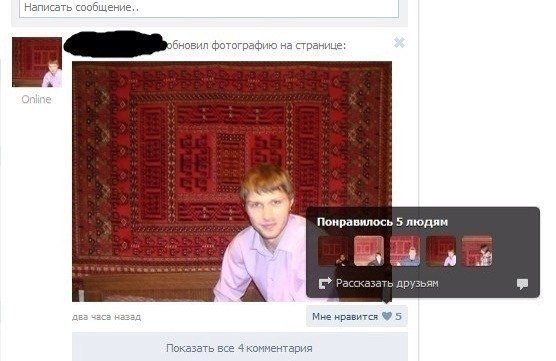 Написать сообщение..
обновил фотографию на странице:
Online
Понравилось 5 людям
Рассказать друзьям
два часа назад
Мне нравится 5
Показать все 4 комментария